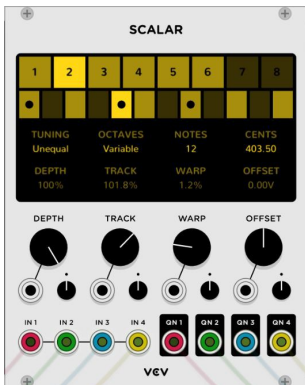 SCALAR
1 2 3 4 5 6 7 8
TUNING OCTAVES NOTES CENTS
Unequal Variable 12 403.50
DEPTH TRACK WARP OFFSET
100% 101.8% 1.2% 0.00V
DEPTH TRACK WARP OFFSET
IN 1 IN 2 IN 3 IN 4 QN 1 QN 2 QN 3 QN 4
VCV